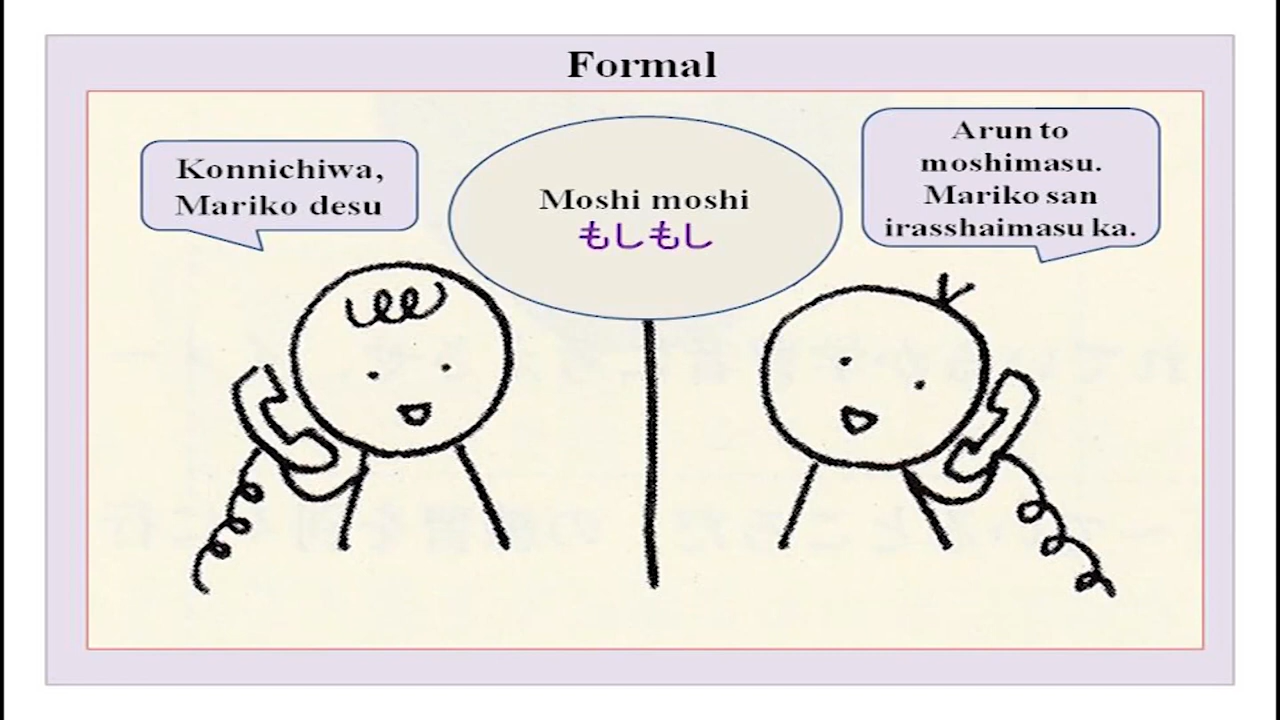 Formal
Konnichiwa,
Mariko desu
Moshi moshi
もしもし
Arun to
moshimasu.
Mariko san
irasshaimasu ka.